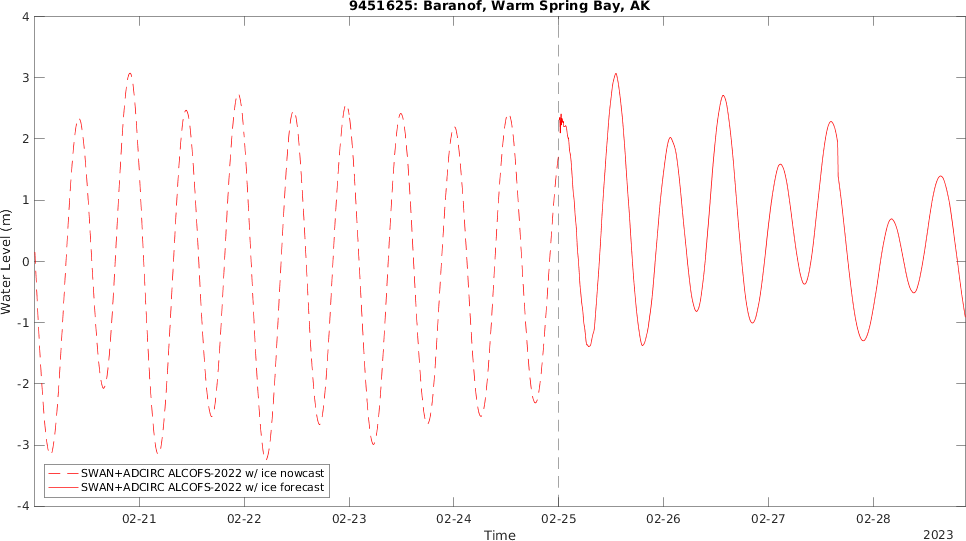 9451625: Baranof, Warm Spring Bay, AK
4
3
2
1
0
-1
-2
-3
-4
Water Level (m)
SWAN+ADCIRC ALCOFS-2022 w/ ice nowcast
SWAN+ADCIRC ALCOFS-2022 w/ ice forecast
02-21 02-22 02-23 02-24 02-25 02-26 02-27 02-28
Time
2023